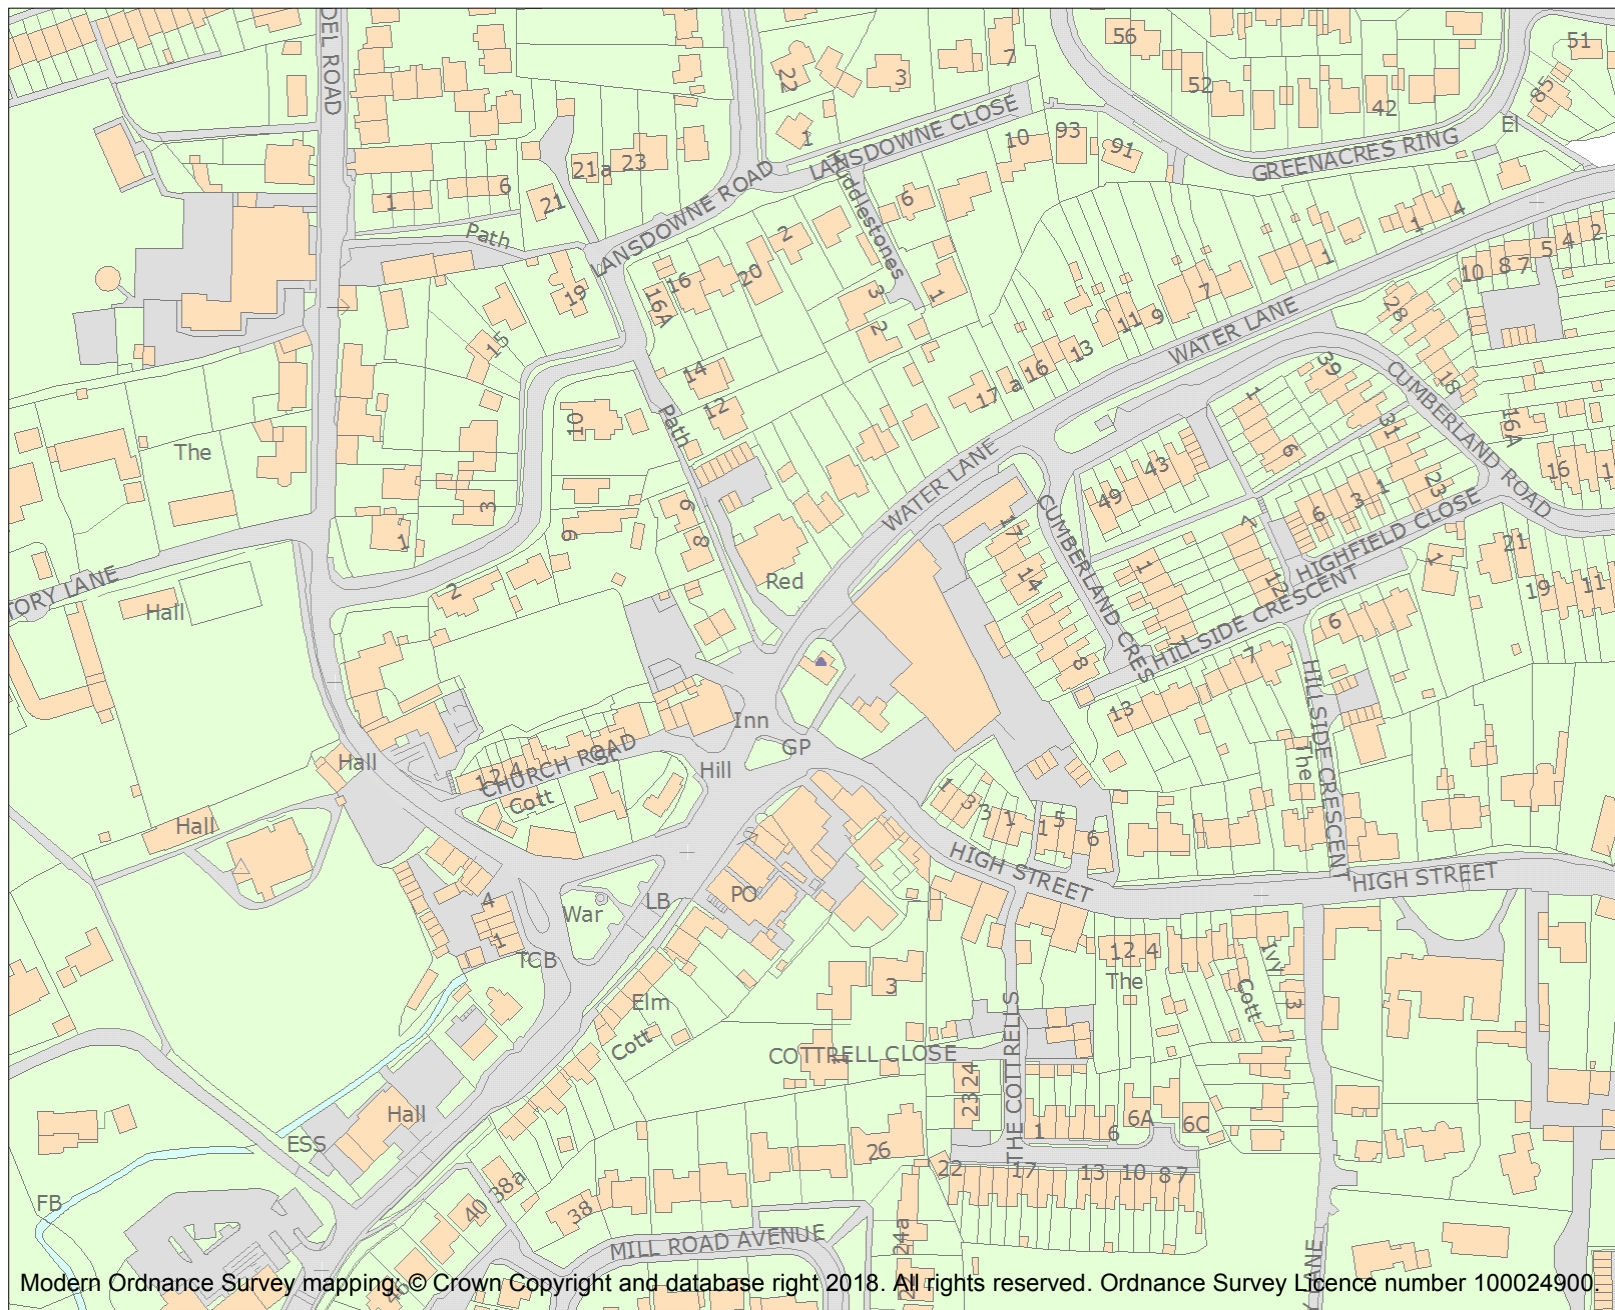 DEL ROAD
56
51
22
3
7
52
42
85
El
1
LANSDOWNE CLOSE
10
93
91
GREENACRES RING
21a
23
1
6
21
Path
LANSDOWNE ROAD
Huddlestones
6
1
4
2
5
4
2
10
8
7
19
16A
16
20
2
3
2
1
1
7
9
11
13
16
a
17
WATER LANE
28
39
18
CUMBERLAND ROAD
15
14
12
Path
10
The
3
1
9
9
8
2
Red
WATER LANE
17
14
8
49
43
1
6
31
23
16A
16
CUMBERLAND CRES
1
7
12
6
3
1
HIGHFIELD CLOSE
HILLSIDE CRESCENT
1
21
19
11
6
7
13
HILLSIDE CRESCENT
The
TORY LANE
Hall
Hall
Hall
Inn
GP
Hill
CHURCH ROAD
1
2
4
Cott
1
3
3
1
1
5
6
HIGH STREET
HIGH STREET
PO
LB
War
4
1
TCB
Elm
Cott
3
12
4
The
Ivy
Cott
3
COTTRELL CLOSE
THE COTTRELLS
24
23
1
6
6A
6C
22
17
13
10
8
7
26
24a
Hall
ESS
FB
40
38a
38
46
MILL ROAD AVENUE
LANE
Modern Ordnance Survey mapping: © Crown Copyright and database right 2018. All rights reserved. Ordnance Survey Licence number 100024900.